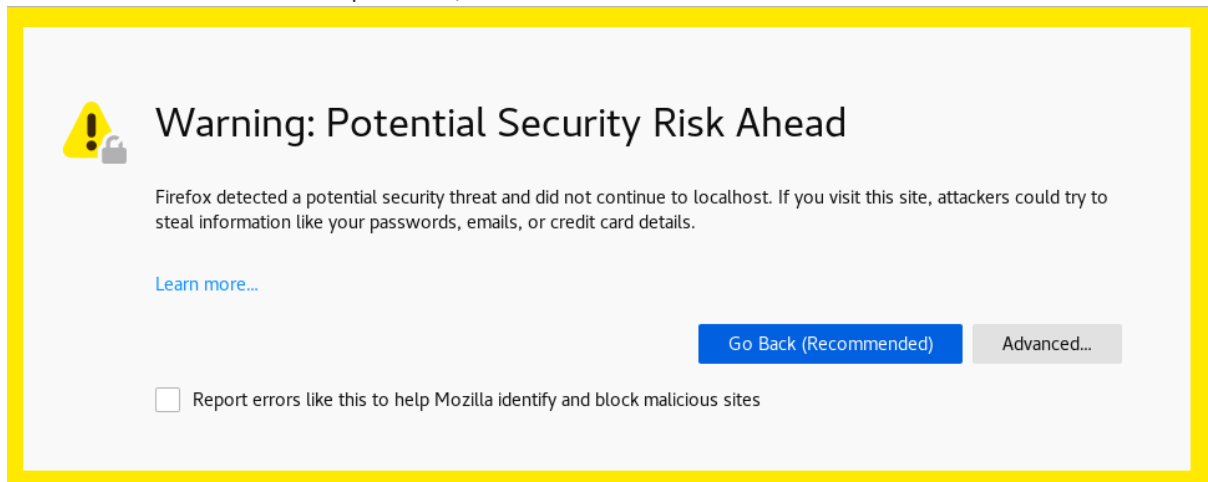 Warning: Potential Security Risk Ahead
Firefox detected a potential security threat and did not continue to localhost. If you visit this site, attackers could try to
steal information like your passwords, emails, or credit card details.
Learn more...
Go Back (Recommended)
Advanced...
Report errors like this to help Mozilla identify and block malicious sites